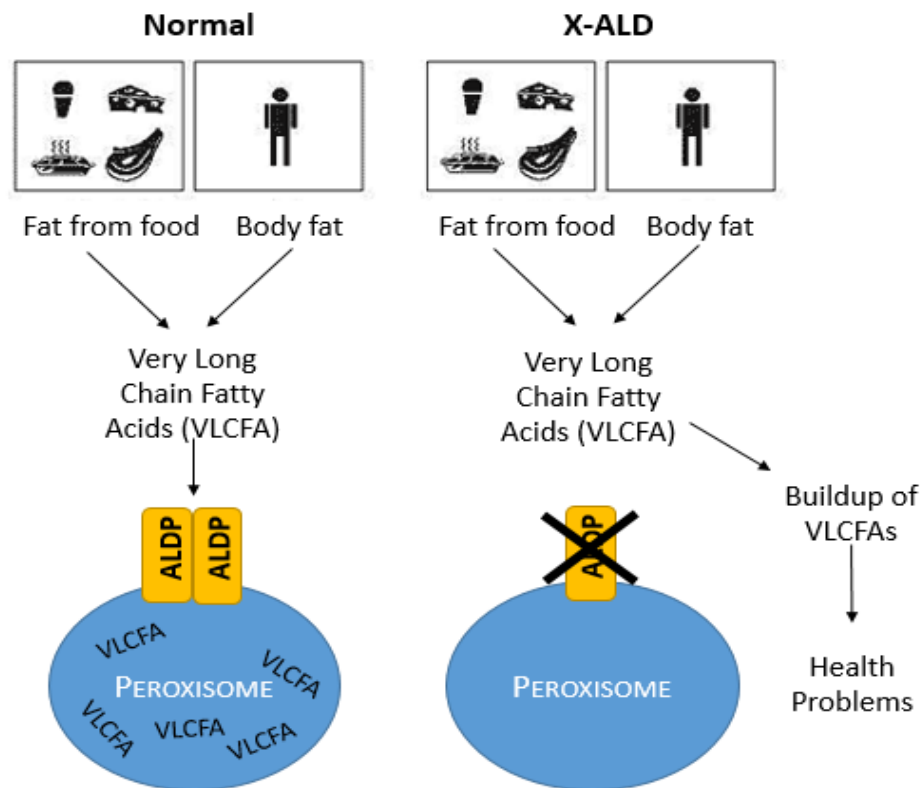 Normal
Fat from food
Body fat
Very Long
Chain Fatty
Acids (VLCFA)
ALDP
ALDP
VLCFA
VLCFA
PEROXISOME
VLCFA
VLCFA
VLCFA
X-ALD
Fat from food
Body fat
Very Long
Chain Fatty
Acids (VLCFA)
ALDP
PEROXISOME
Buildup of
VLCFAs
Health
Problems